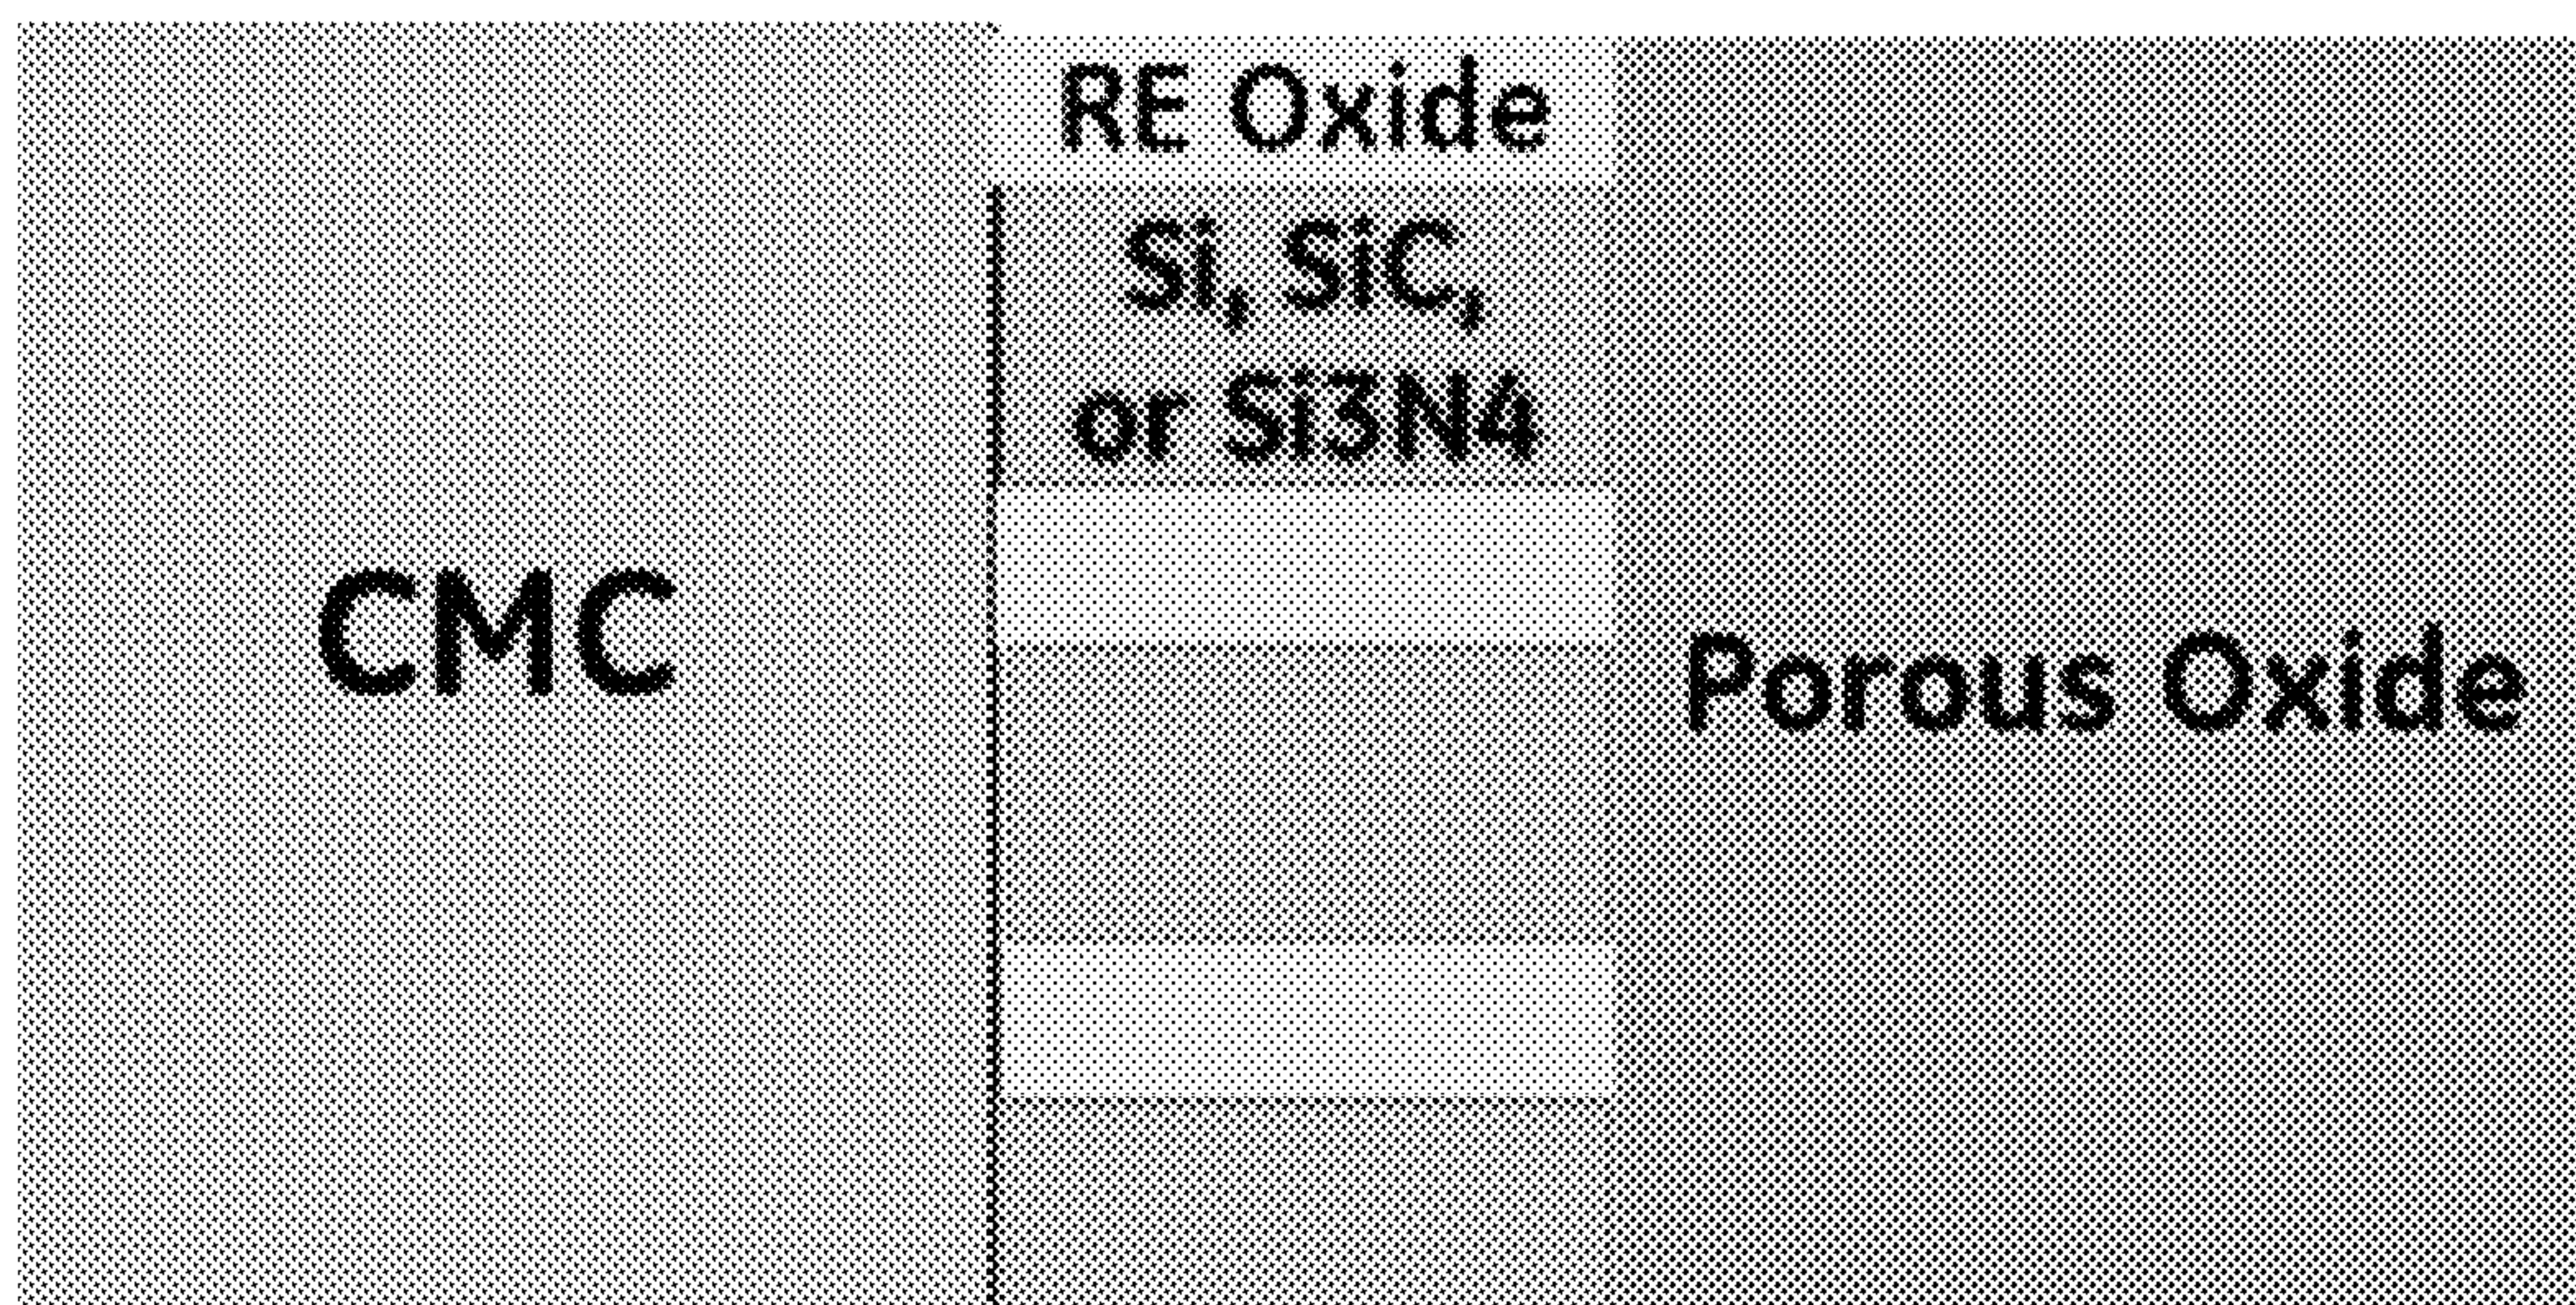 RE Oxide
Si, SiC,
or Si3N4
CMC
Porous Oxide